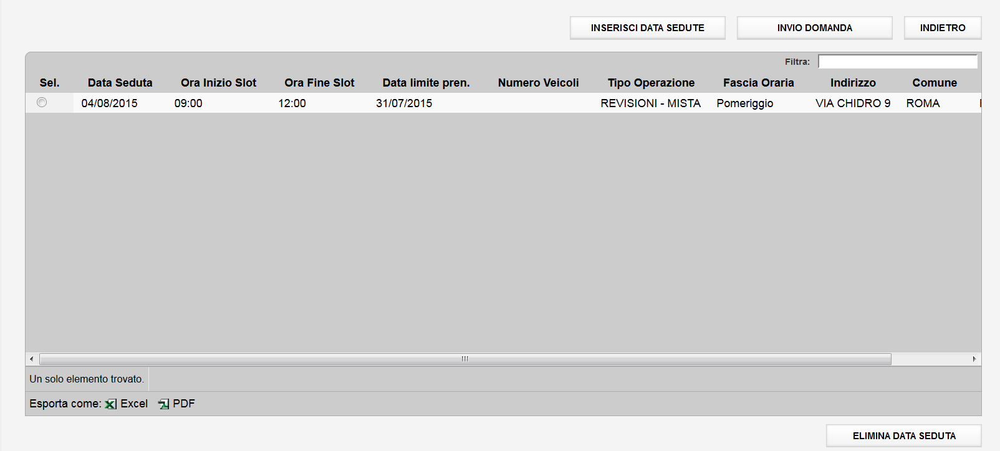 INSERISCI DATA SEDUTE INVIO DOMANDA INDIETRO
Filtra:
Sel. Data Seduta Ora Inizio Slot Ora Fine Slot Data limite pren. Numero Veicoli Tipo Operazione Fascia Oraria Indirizzo Comune
04/08/2015 09:00 12:00 31/07/2015 REVISIONI - MISTA Pomeriggio VIA CHIDRO 9 ROMA
Un solo elemento trovato.
Esporta come: Excel PDF
ELIMINA DATA SEDUTA